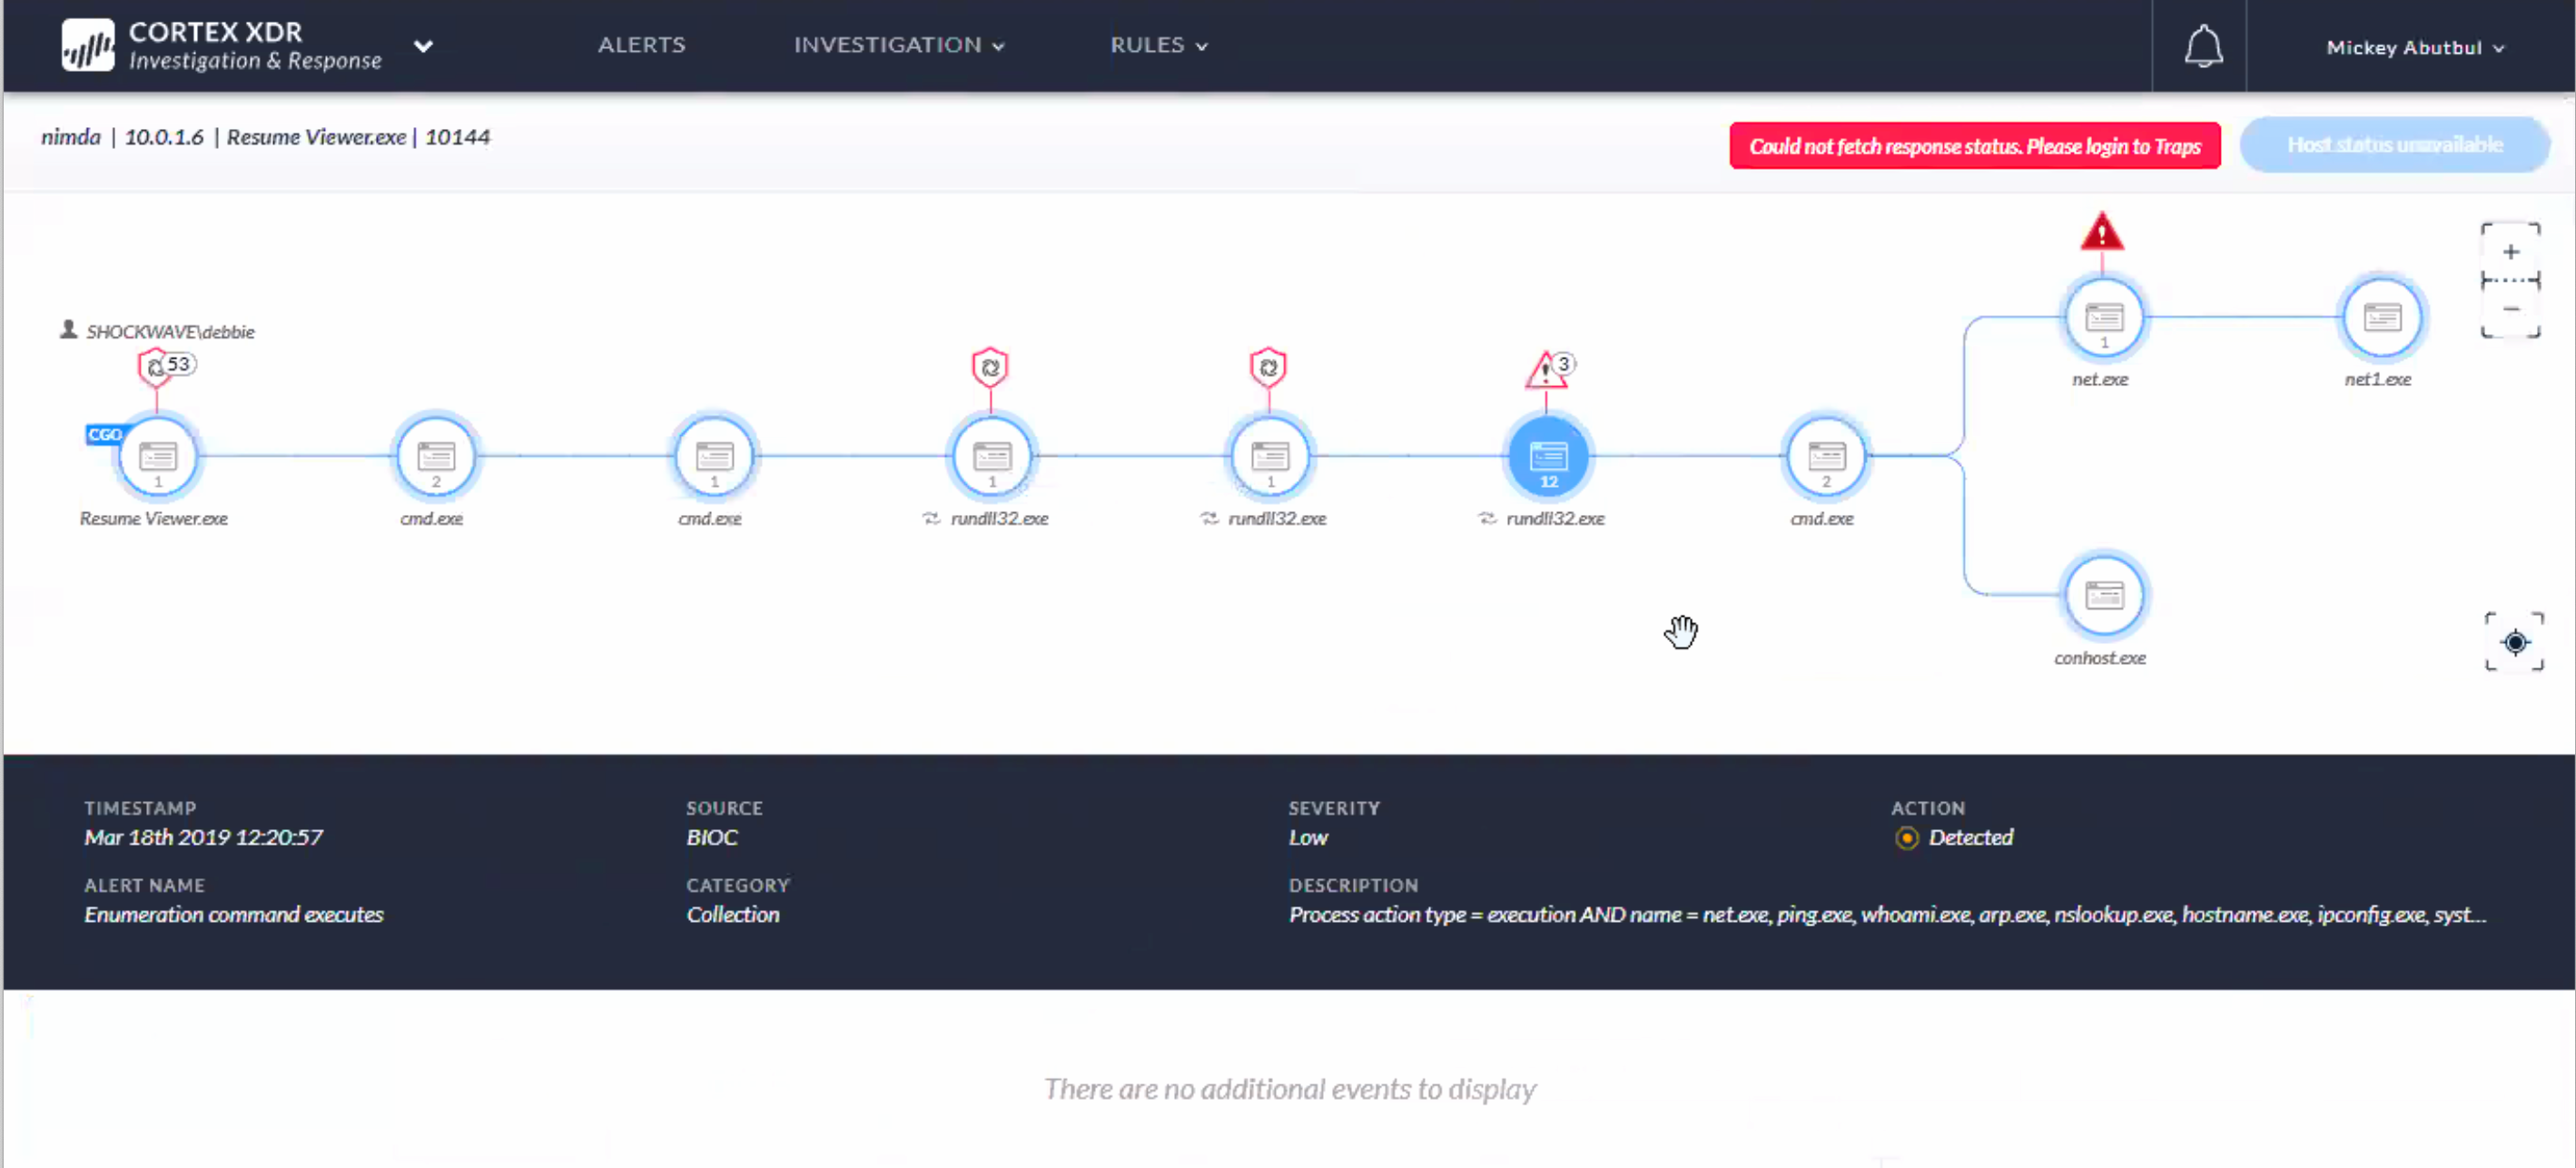 CORTEX XDR
Investigation & Response
ALERTS
INVESTIGATION
RULES
Mickey Abutbul
nimda | 10.0.1.6 | Resume Viewer.exe | 10144
Could not fetch response status. Please login to Traps
Host status unavailable
SHOCKWAVE\debbie
53
3
CGO
1
2
1
1
1
12
2
1
Resume Viewer.exe
cmd.exe
cmd.exe
rundll32.exe
rundll32.exe
rundll32.exe
cmd.exe
net.exe
net1.exe
conhost.exe
TIMESTAMP
Mar 18th 2019 12:20:57
SOURCE
BIOC
SEVERITY
Low
ACTION
Detected
ALERT NAME
Enumeration command executes
CATEGORY
Collection
DESCRIPTION
Process action type = execution AND name = net.exe, ping.exe, whoami.exe, arp.exe, nslookup.exe, hostname.exe, ipconfig.exe, syst...
There are no additional events to display